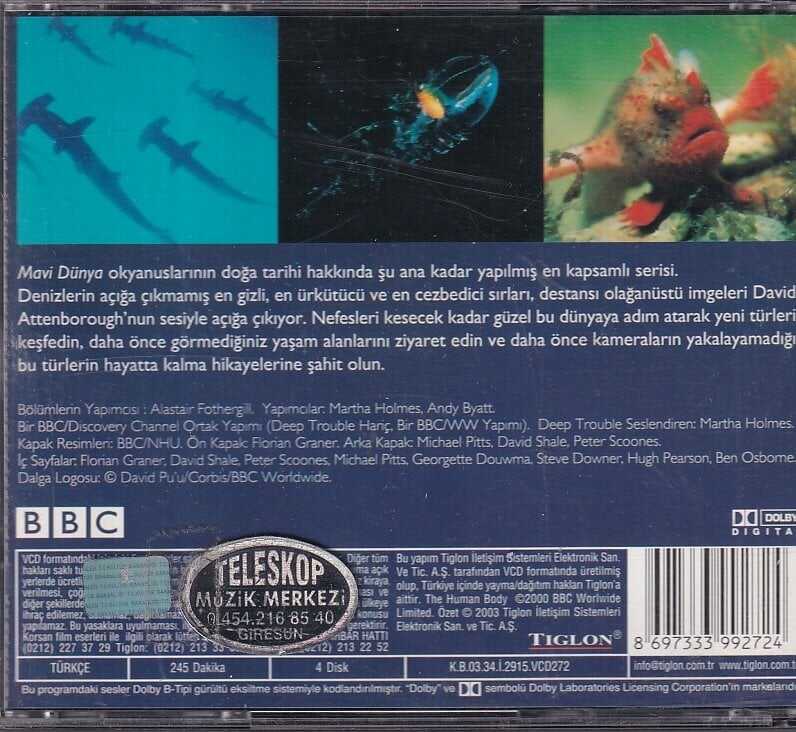 Mavi Dünya okyanuslarının doğa tarihi hakkında şu ana kadar yapılmış en kapsamlı serisi.
Denizlerin açığa çıkmamış en gizli, en ürkütücü ve en cezbedici sırları, destansı olağanüstü imgeleri David
Attenborough'nun sesiyle açığa çıkıyor. Nefesleri kesecek kadar güzel bu dünyaya adım atarak yeni türleri
keşfedin, daha önce görmediğiniz yaşam alanlarını ziyaret edin ve daha önce kameraların yakalayamadığı
bu türlerin hayatta kalma hikayelerine şahit olun.
Bölümlerin Yapımcısı : Alastair Fothergill. Yapımcılar: Martha Holmes, Andy Byatt.
Bir BBC/Discovery Channel Ortak Yapımı (Deep Trouble Hariç, Bir BBC/WW Yapımı). Deep Trouble Seslendiren: Martha Holmes.
Kapak Resimleri: BBC/NHU. Ön Kapak: Florian Graner. Arka Kapak: Michael Pitts, David Shale, Peter Scoones.
İç Sayfalar: Florian Graner, David Shale, Peter Scoones, Michael Pitts, Georgette Douwma, Steve Downer, Hugh Pearson, Ben Osborne.
Dalga Logosu: © David Pu'u/Corbis/BBC Worldwide.
BBC
DOLBY
DIGITAL
VCD formatındaki
Diğer tüm
hakları saklı
açık
yerlerde
kiraya
verilmesi,
ve
diğer şekillerde
ülkeye
ihraç edilemez,
konusu
yapılamaz. Bu yasaklara uyulmaması,
gerektirir.
Korsan film eserleri ile ilgili olarak
HATTI
(0212) 227 37 29 Tiglon: (0212) 213
(0212) 213 22 52
TELESKOP
MÜZİK MERKEZİ
0.454.216 85 40
GİRESUN
Bu yapım Tiglon İletişim Sistemleri Elektronik San.
Ve Tic. A.Ş. tarafından VCD formatında üretilmiş
olup, Türkiye içinde yayma/dağıtım hakları Tiglon'a
aittir. The Human Body ©2000 BBC Worlwide
Limited. Özet © 2003 Tiglon İletişim Sistemleri
Elektronik San. ve Tic. A.Ş.
TIGLON®
8 697333 992724
TÜRKÇE
245 Dakika
4 Disk
K.B.03.34.İ.2915.VCD272
info@tiglon.com.tr www.tiglon.com.tr
Bu programdaki sesler Dolby B-Tipi gürültü eksiltme sistemiyle kodlandırılmıştır. "Dolby" ve sembolü Dolby Laboratories Licensing Corporation'ın markalarıdı